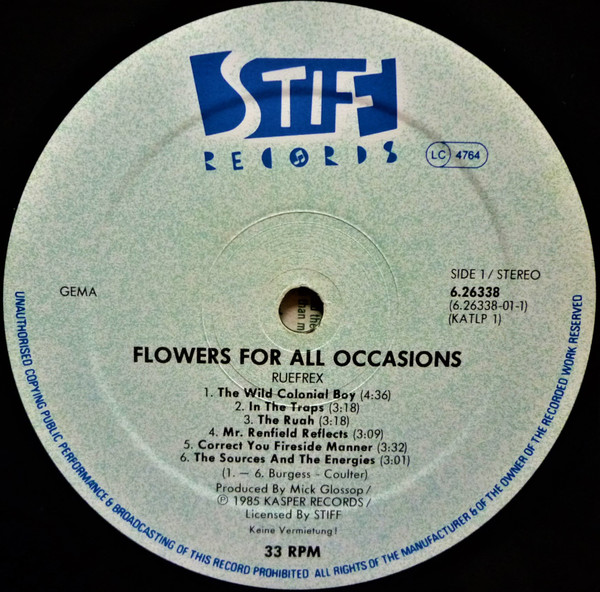 STIFF
RECORDS
LC 4764
SIDE 1 / STEREO
GEMA
6.26338
(6.26338-01-1)
(KATLP 1)
FLOWERS FOR ALL OCCASIONS
RUEFREX
1. The Wild Colonial Boy (4:36)
2. In The Traps (3:18)
3. The Ruah (3:18)
4. Mr. Renfield Reflects (3:09)
5. Correct You Fireside Manner (3:32)
6. The Sources And The Energies (3:01)
(1. — 6. Burgess - Coulter)
Produced By Mick Glossop /
℗ 1985 KASPER RECORDS /
Licensed By STIFF
Keine Vermietung!
33 RPM
UNAUTHORISED COPYING PUBLIC PERFORMANCE & BROADCASTING OF THIS RECORD PROHIBITED ALL RIGHTS OF THE MANUFACTURER & OF THE OWNER OF THE RECORDED WORK RESERVED